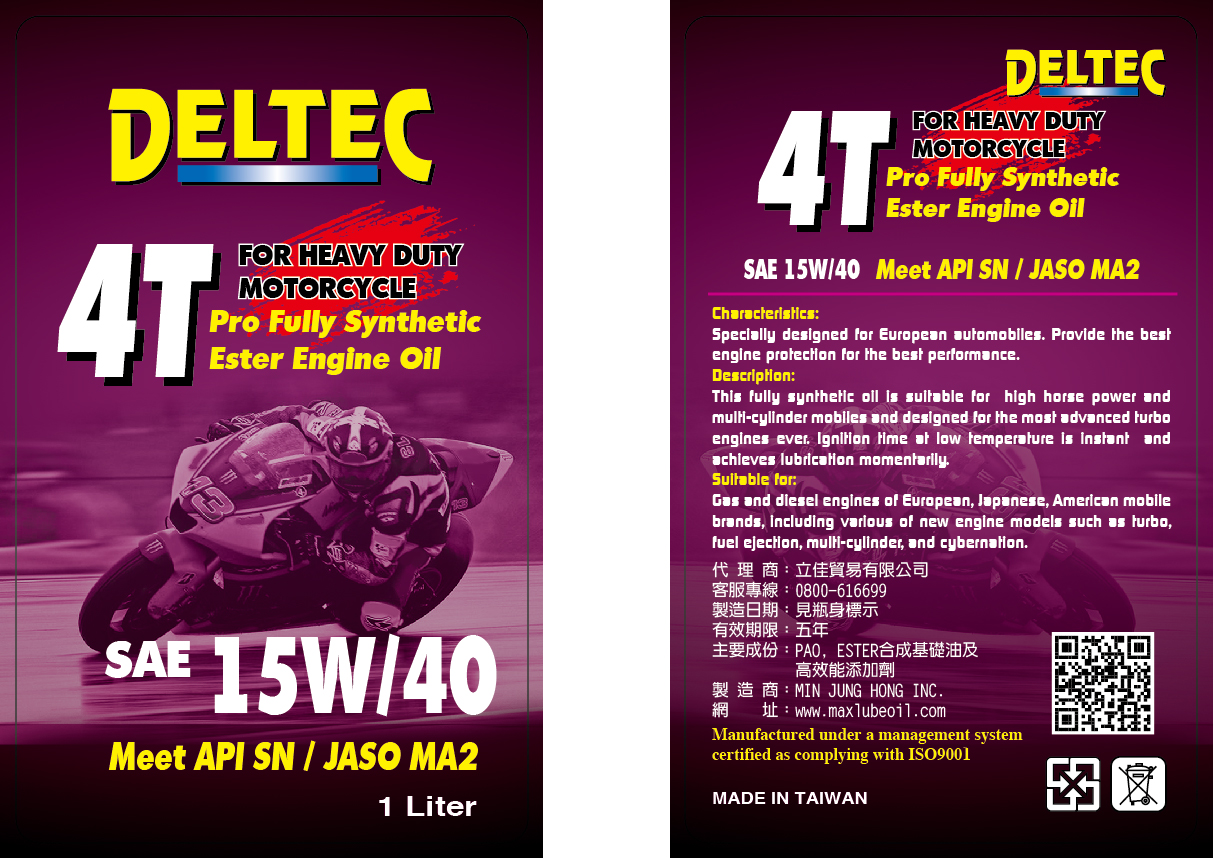 DELTEC
4T
FOR HEAVY DUTY
MOTORCYCLE
Pro Fully Synthetic
Ester Engine Oil
13
SAE 15W/40
Meet API SN / JASO MA2
1 Liter
DELTEC
4T
FOR HEAVY DUTY
MOTORCYCLE
Pro Fully Synthetic
Ester Engine Oil
SAE 15W/40 Meet API SN / JASO MA2
Characteristics:
Specially designed for European automobiles. Provide the best
engine protection for the best performance.
Description:
This fully synthetic oil is suitable for high horse power and
multi-cylinder mobiles and designed for the most advanced turbo
engines ever. Ignition time at low temperature is instant and
achieves lubrication momentarily.
Suitable for:
Gas and diesel engines of European, Japanese, American mobile
brands, including various of new engine models such as turbo,
fuel ejection, multi-cylinder, and cybernation.
代理商：立佳貿易有限公司
客服專線：0800-616699
製造日期：見瓶身標示
有效期限：五年
主要成份：PAO, ESTER合成基礎油及
高效能添加劑
製造商：MIN JUNG HONG INC.
網址：www.maxlubeoil.com
Manufactured under a management system
certified as complying with ISO9001
MADE IN TAIWAN